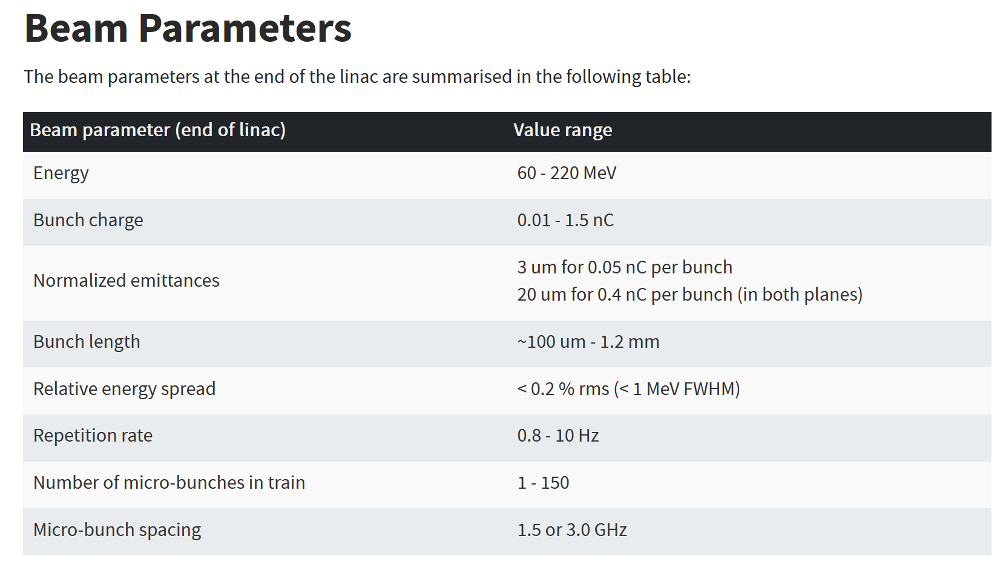 Beam Parameters
The beam parameters at the end of the linac are summarised in the following table:
Beam parameter (end of linac) Value range
Energy 60 - 220 MeV
Bunch charge 0.01 - 1.5 nC
Normalized emittances 3 um for 0.05 nC per bunch
20 um for 0.4 nC per bunch (in both planes)
Bunch length ~100 um - 1.2 mm
Relative energy spread < 0.2 % rms (< 1 MeV FWHM)
Repetition rate 0.8 - 10 Hz
Number of micro-bunches in train 1 - 150
Micro-bunch spacing 1.5 or 3.0 GHz